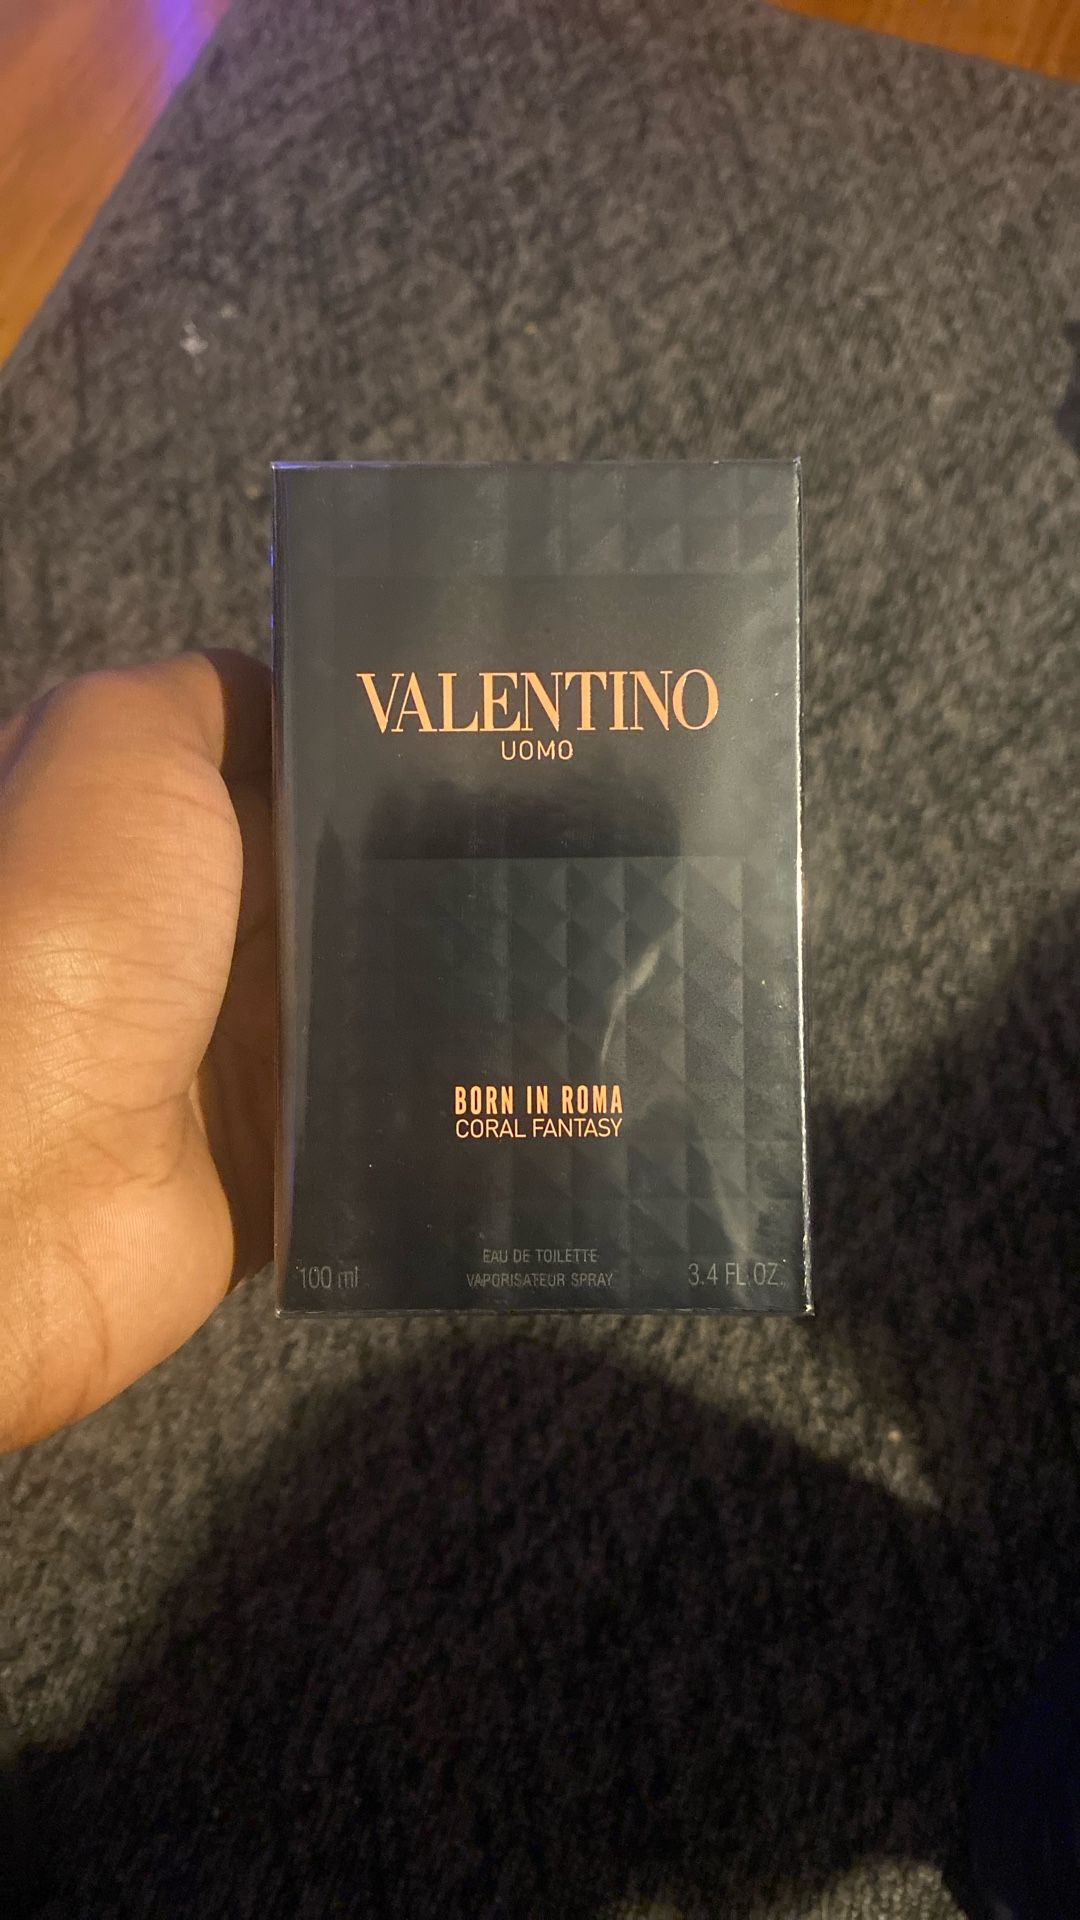 VALENTINO
UOMO
BORN IN ROMA
CORAL FANTASY
EAU DE TOILETTE
100 ml VAPORISATEUR SPRAY 3.4 FL.OZ.